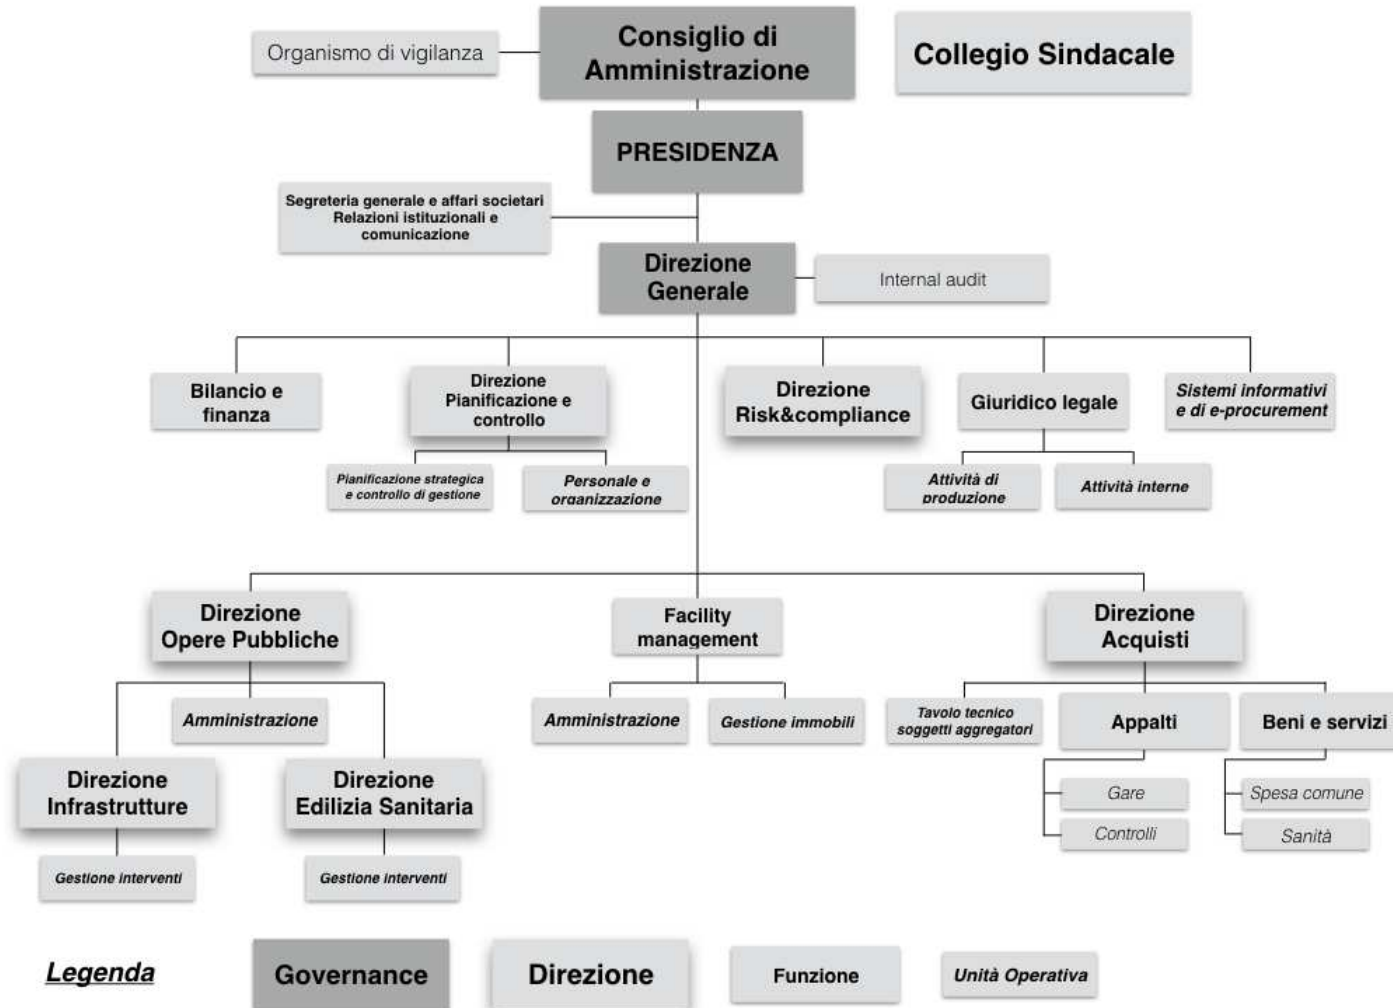 Organismo di vigilanza
Consiglio di
Amministrazione
Collegio Sindacale
PRESIDENZA
Segreteria generale e affari societari
Relazioni istituzionali e
comunicazione
Direzione
Generale
Internal audit
Bilancio e
finanza
Direzione
Pianificazione e
controllo
Direzione
Risk&compliance
Giuridico legale
Sistemi informativi
e di e-procurement
Pianificazione strategica
e controllo di gestione
Personale e
organizzazione
Attività di
produzione
Attività interne
Direzione
Opere Pubbliche
Facility
management
Direzione
Acquisti
Amministrazione
Amministrazione
Gestione immobili
Tavolo tecnico
soggetti aggregatori
Appalti
Beni e servizi
Direzione
Infrastrutture
Direzione
Edilizia Sanitaria
Gare
Controlli
Spesa comune
Sanità
Gestione interventi
Gestione interventi
Legenda
Governance
Direzione
Funzione
Unità Operativa